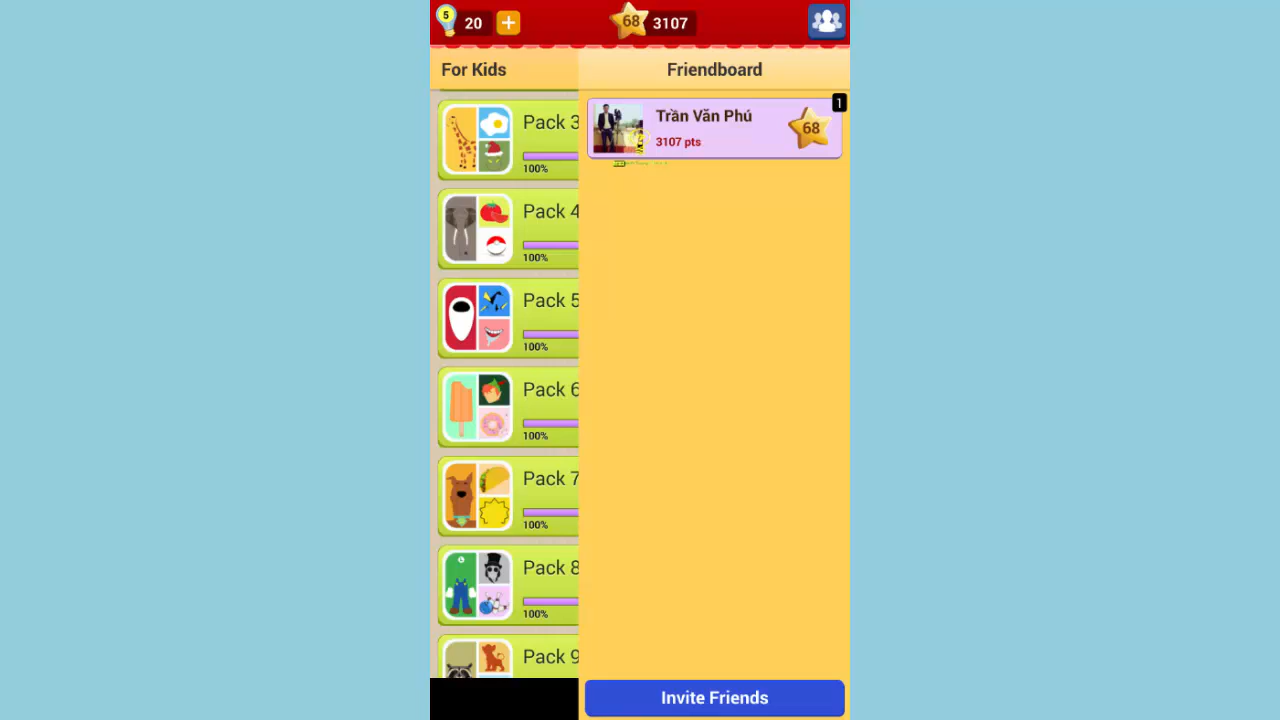 5
20
+
68
3107
For Kids
Friendboard
Pack 3
100%
Pack 4
100%
Pack 5
100%
Pack 6
100%
Pack 7
100%
Pack 8
100%
Pack 9
1
Trần Văn Phú
3107 pts
68
Invite Friends